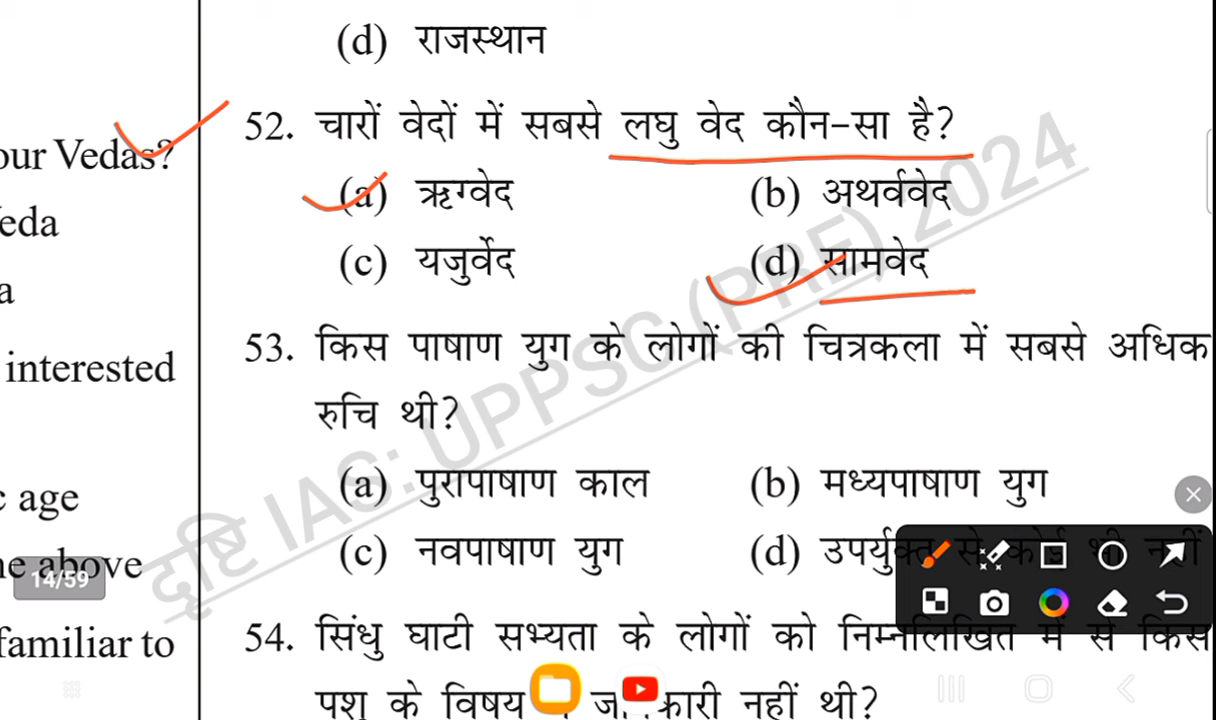 (d) राजस्थान
our Vedas?
52. चारों वेदों में सबसे लघु वेद कौन-सा है?
(a) ऋग्वेद (b) अथर्ववेद
eda
(c) यजुर्वेद (d) सामवेद
a
53. किस पाषाण युग के लोगों की चित्रकला में सबसे अधिक
interested
रुचि थी?
(a) पुरापाषाण काल (b) मध्यपाषाण युग
c age
(c) नवपाषाण युग (d) उपर्युक्त से कोई भी नहीं
he above
14/59
54. सिंधु घाटी सभ्यता के लोगों को निम्नलिखित में से किस
familiar to
पशु के विषय नहीं थी?
दृष्टि IAS: UPPSC (PRE) 2024